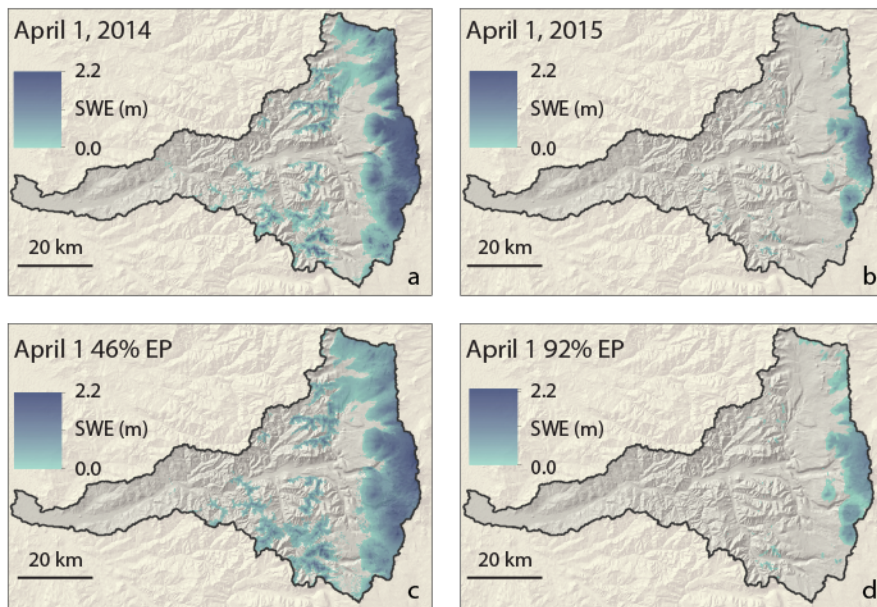 April 1, 2014
2.2
SWE (m)
0.0
20 km
a
April 1, 2015
2.2
SWE (m)
0.0
20 km
b
April 1 46% EP
2.2
SWE (m)
0.0
20 km
c
April 1 92% EP
2.2
SWE (m)
0.0
20 km
d